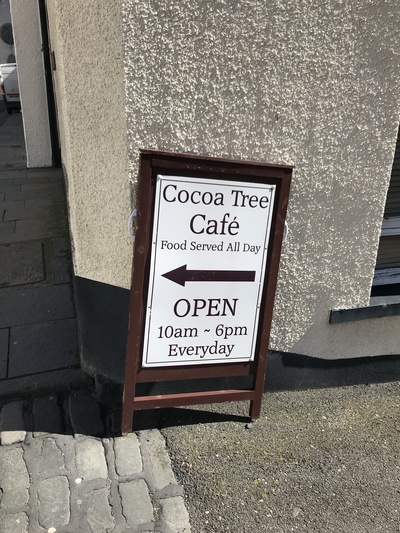 Cocoa Tree
Café
Food Served All Day
OPEN
10am ~ 6pm
Everyday